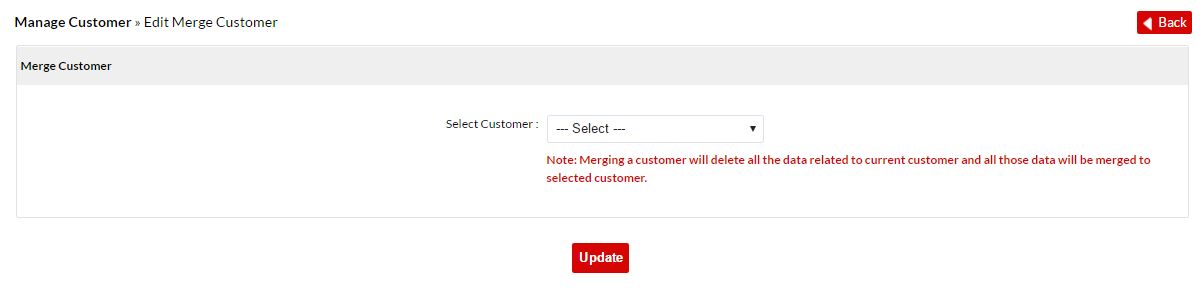 Manage Customer » Edit Merge Customer
Back
Merge Customer
Select Customer :
--- Select ---
Note: Merging a customer will delete all the data related to current customer and all those data will be merged to
selected customer.
Update